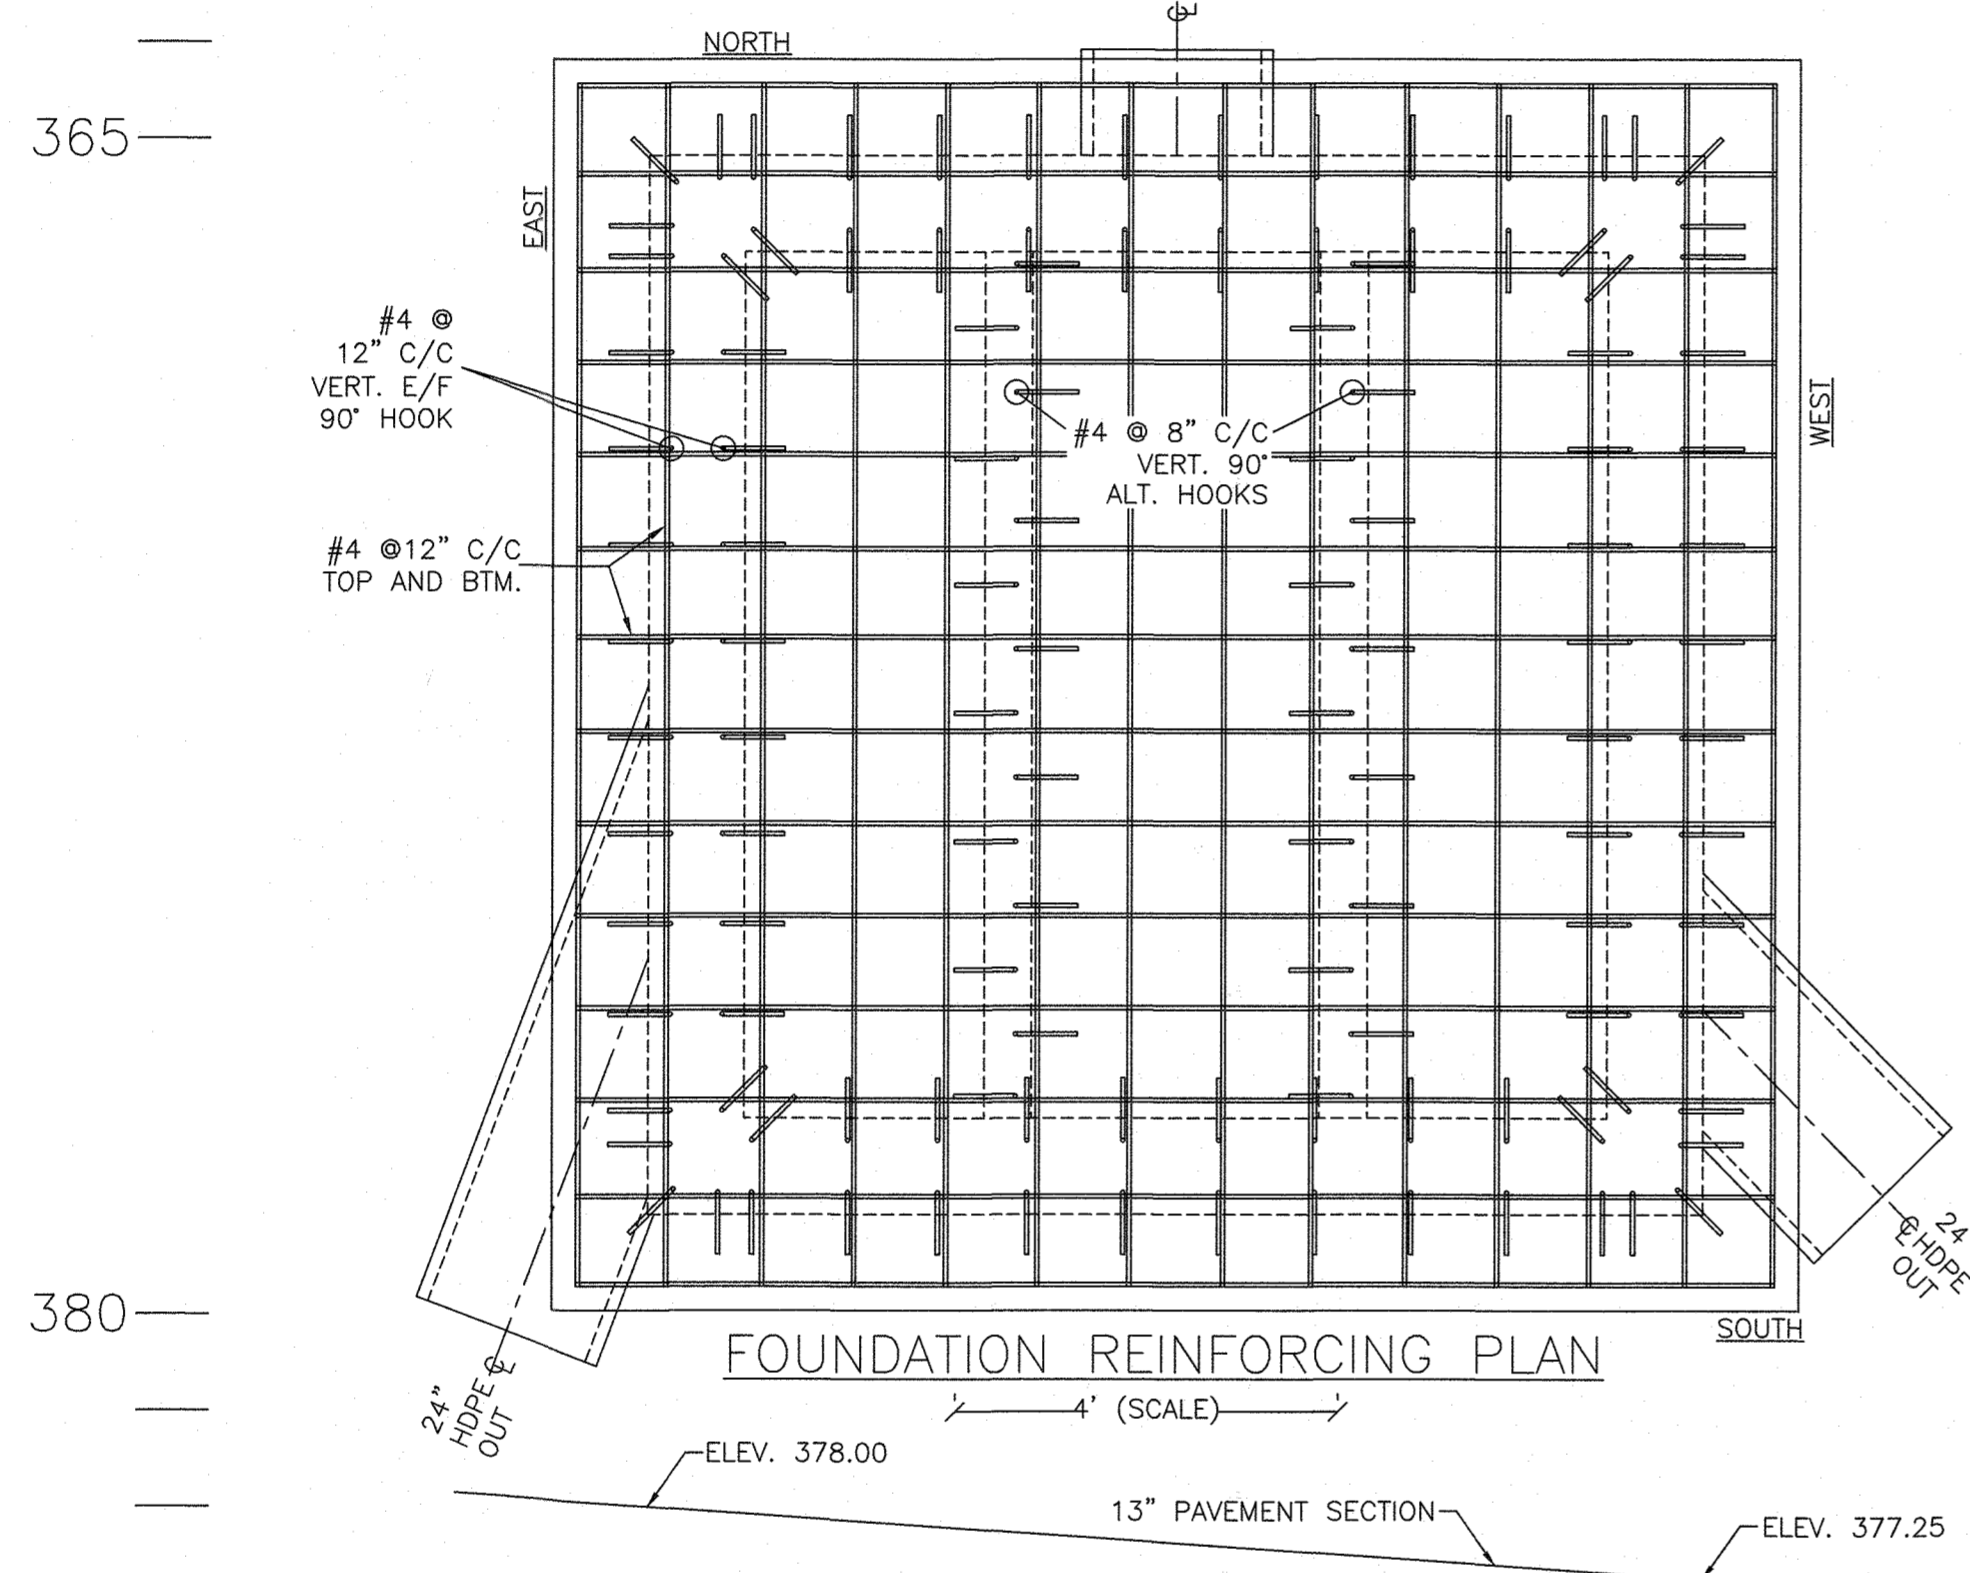 ℄
NORTH
365
EAST
#4 @
12" C/C
VERT. E/F
90° HOOK
WEST
#4 @ 8" C/C
VERT. 90°
ALT. HOOKS
#4 @12" C/C
TOP AND BTM.
24
℄ HDPE
OUT
380
SOUTH
FOUNDATION REINFORCING PLAN
24"
HDPE ℄
OUT
4' (SCALE)
ELEV. 378.00
13" PAVEMENT SECTION
ELEV. 377.25